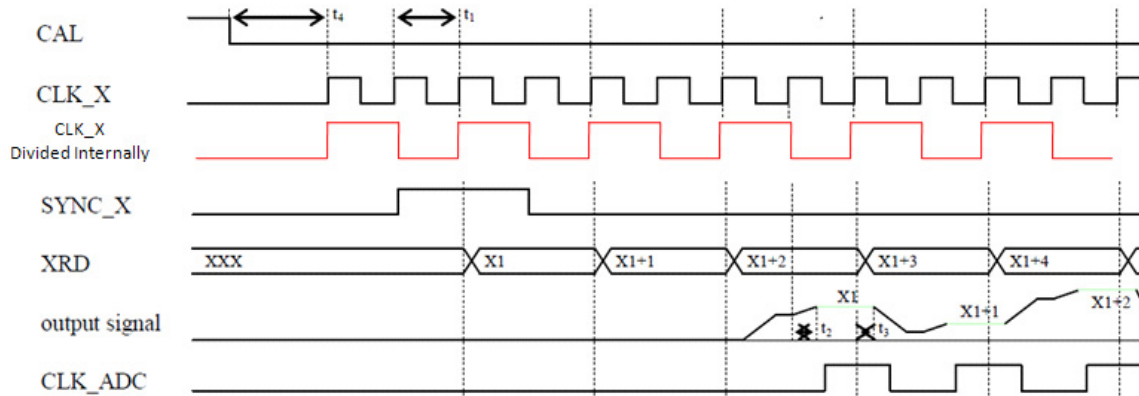 CAL
t4
t1
CLK_X
CLK_X
Divided Internally
SYNC_X
XRD
XXX
X1
X1+1
X1+2
X1+3
X1+4
output signal
X1
t2
t3
X1+1
X1+2
CLK_ADC